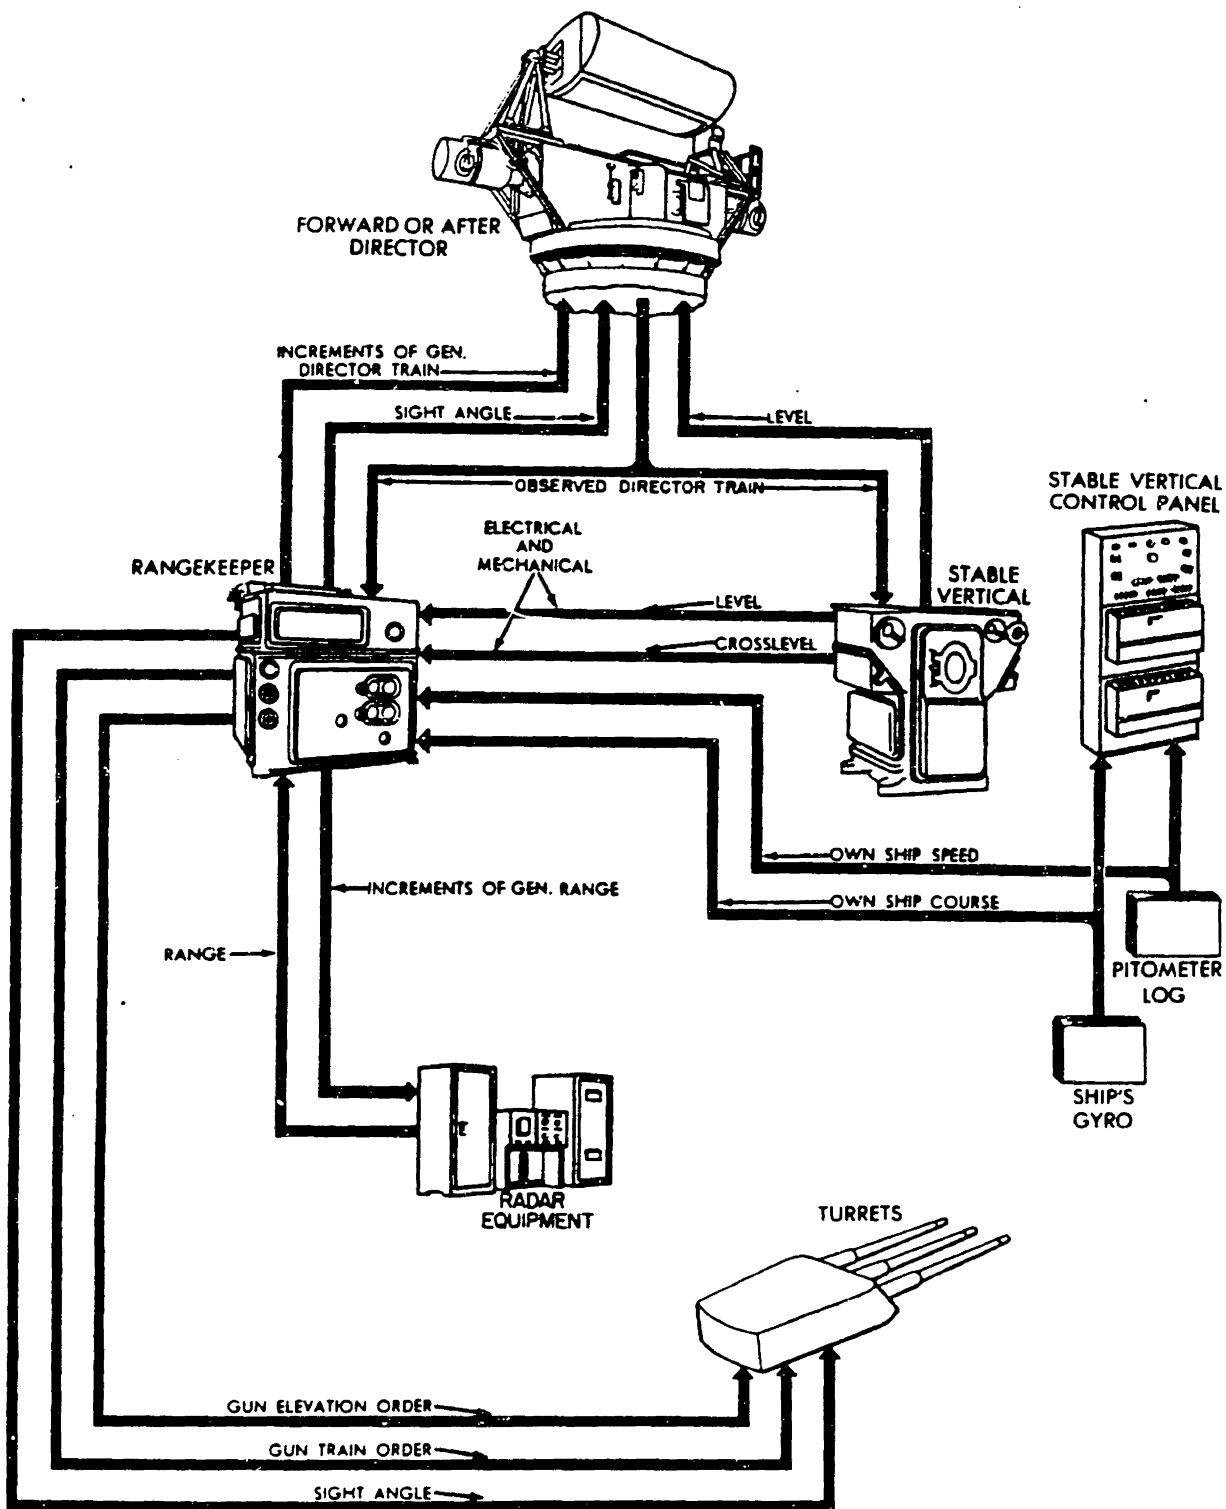 FORWARD OR AFTER
DIRECTOR
INCREMENTS OF GEN.
DIRECTOR TRAIN
SIGHT ANGLE
LEVEL
OBSERVED DIRECTOR TRAIN
STABLE VERTICAL
CONTROL PANEL
ELECTRICAL
AND
MECHANICAL
RANGEKEEPER
STABLE
VERTICAL
LEVEL
CROSSLEVEL
OWN SHIP SPEED
INCREMENTS OF GEN. RANGE
OWN SHIP COURSE
RANGE
PITOMETER
LOG
SHIP'S
GYRO
RADAR
EQUIPMENT
TURRETS
GUN ELEVATION ORDER
GUN TRAIN ORDER
SIGHT ANGLE